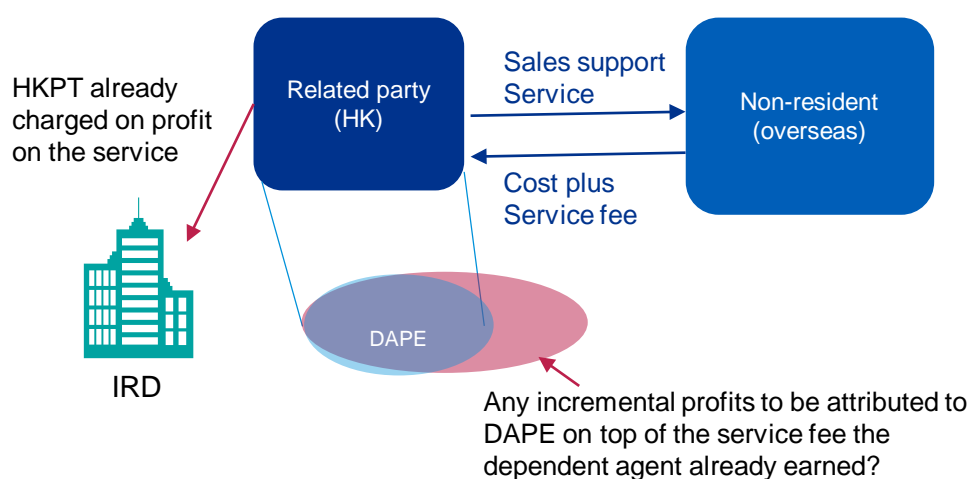 HKPT already
charged on profit
on the service
Related party
(HK)
Sales support
Service
Non-resident
(overseas)
Cost plus
Service fee
DAPE
IRD
Any incremental profits to be attributed to
DAPE on top of the service fee the
dependent agent already earned?